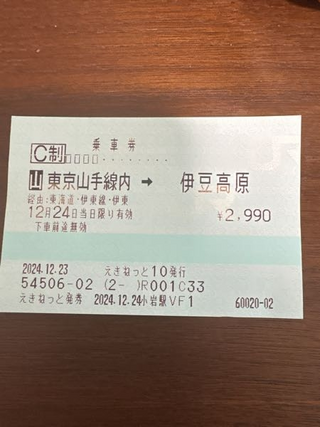 乗車券
C制
山 東京山手線内 → 伊豆高原
経由:東海道・伊東線・伊東
12月24日当日限り有効 ¥2,990
下車前途無効
2024.12.23 えきねっと10発行
54506-02 (2- )R001C33
えきねっと発券 2024.12.24小岩駅VF1 60020-02